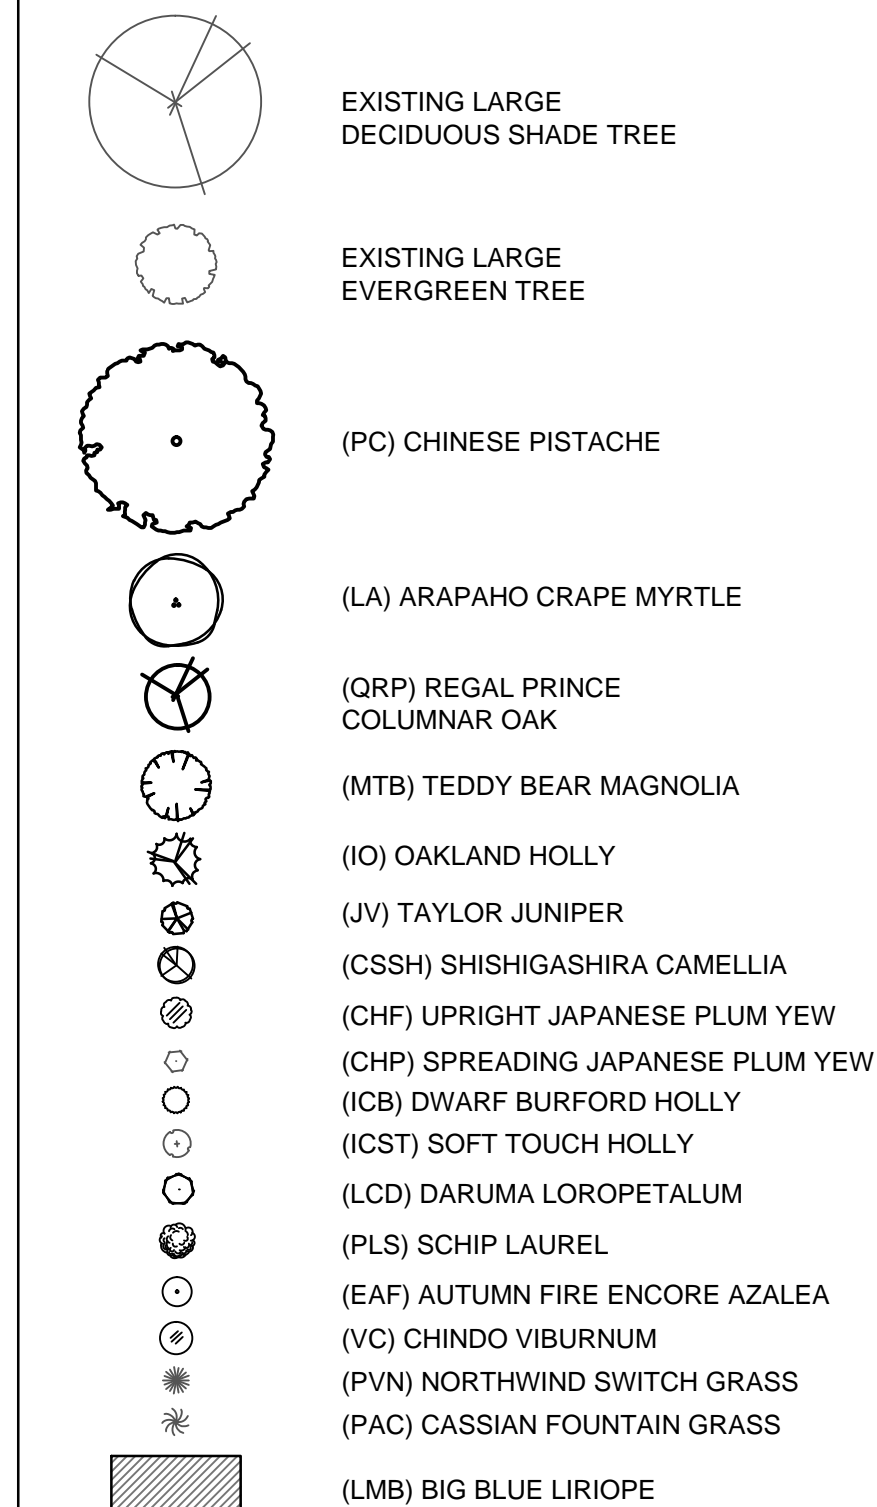 EXISTING LARGE
DECIDUOUS SHADE TREE
EXISTING LARGE
EVERGREEN TREE
(PC) CHINESE PISTACHE
(LA) ARAPAHO CRAPE MYRTLE
(QRP) REGAL PRINCE
COLUMNAR OAK
(MTB) TEDDY BEAR MAGNOLIA
(IO) OAKLAND HOLLY
(JV) TAYLOR JUNIPER
(CSSH) SHISHIGASHIRA CAMELLIA
(CHF) UPRIGHT JAPANESE PLUM YEW
(CHP) SPREADING JAPANESE PLUM YEW
(ICB) DWARF BURFORD HOLLY
(ICST) SOFT TOUCH HOLLY
(LCD) DARUMA LOROPETALUM
(PLS) SCHIP LAUREL
(EAF) AUTUMN FIRE ENCORE AZALEA
(VC) CHINDO VIBURNUM
(PVN) NORTHWIND SWITCH GRASS
(PAC) CASSIAN FOUNTAIN GRASS
(LMB) BIG BLUE LIRIOPE